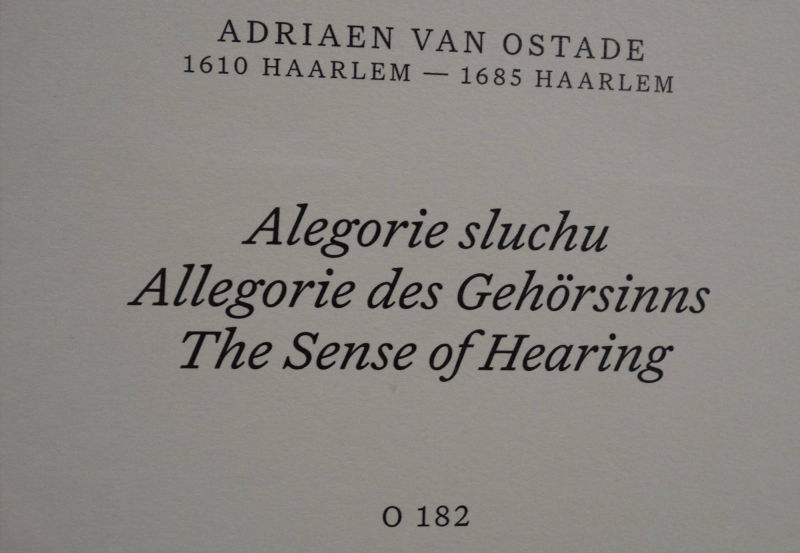 ADRIAEN VAN OSTADE
1610 HAARLEM — 1685 HAARLEM
Alegorie sluchu
Allegorie des Gehörsinns
The Sense of Hearing
O 182